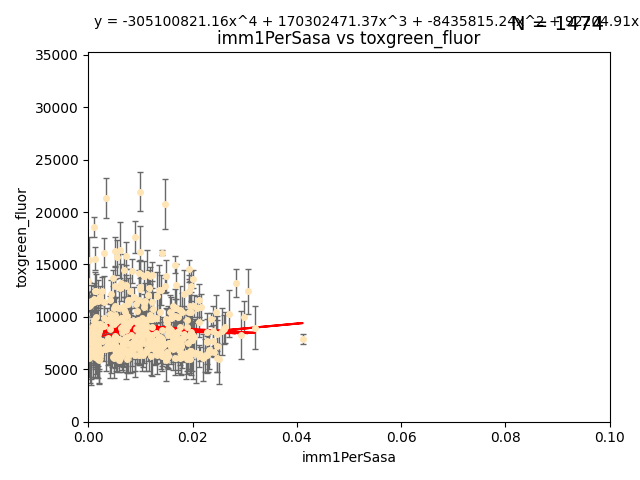 y = -305100821.16x^4 + 170302471.37x^3 + -8435815.24x^2 + 92204.91x
N = 1474
imm1PerSasa vs toxgreen_fluor
35000
30000
25000
20000
15000
10000
5000
0
toxgreen_fluor
0.00 0.02 0.04 0.06 0.08 0.10
imm1PerSasa